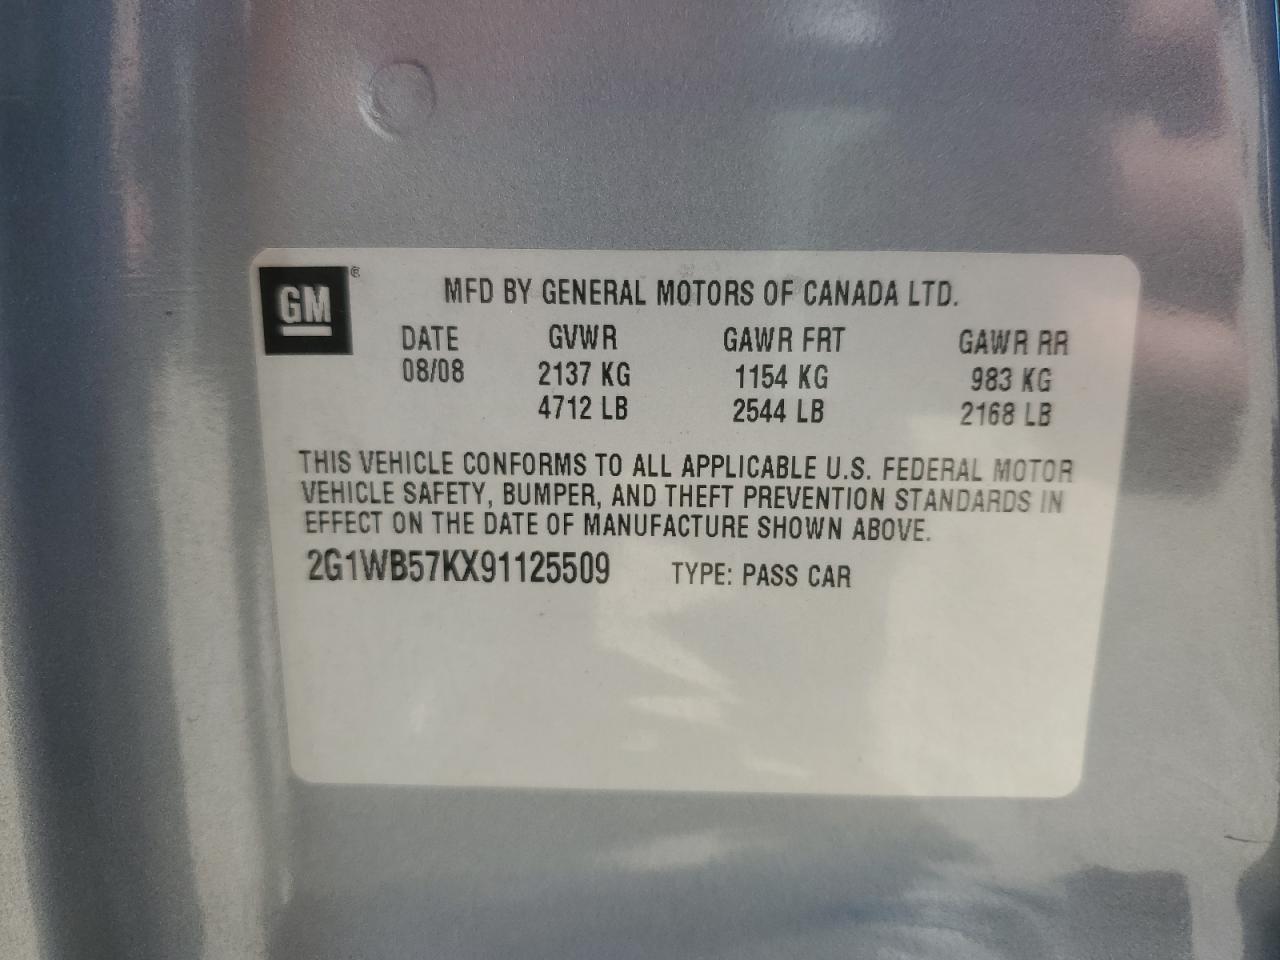 GM®
MFD BY GENERAL MOTORS OF CANADA LTD.
DATE GVWR GAWR FRT GAWR RR
08/08 2137 KG 1154 KG 983 KG
4712 LB 2544 LB 2168 LB
THIS VEHICLE CONFORMS TO ALL APPLICABLE U.S. FEDERAL MOTOR
VEHICLE SAFETY, BUMPER, AND THEFT PREVENTION STANDARDS IN
EFFECT ON THE DATE OF MANUFACTURE SHOWN ABOVE.
2G1WB57KX91125509 TYPE: PASS CAR